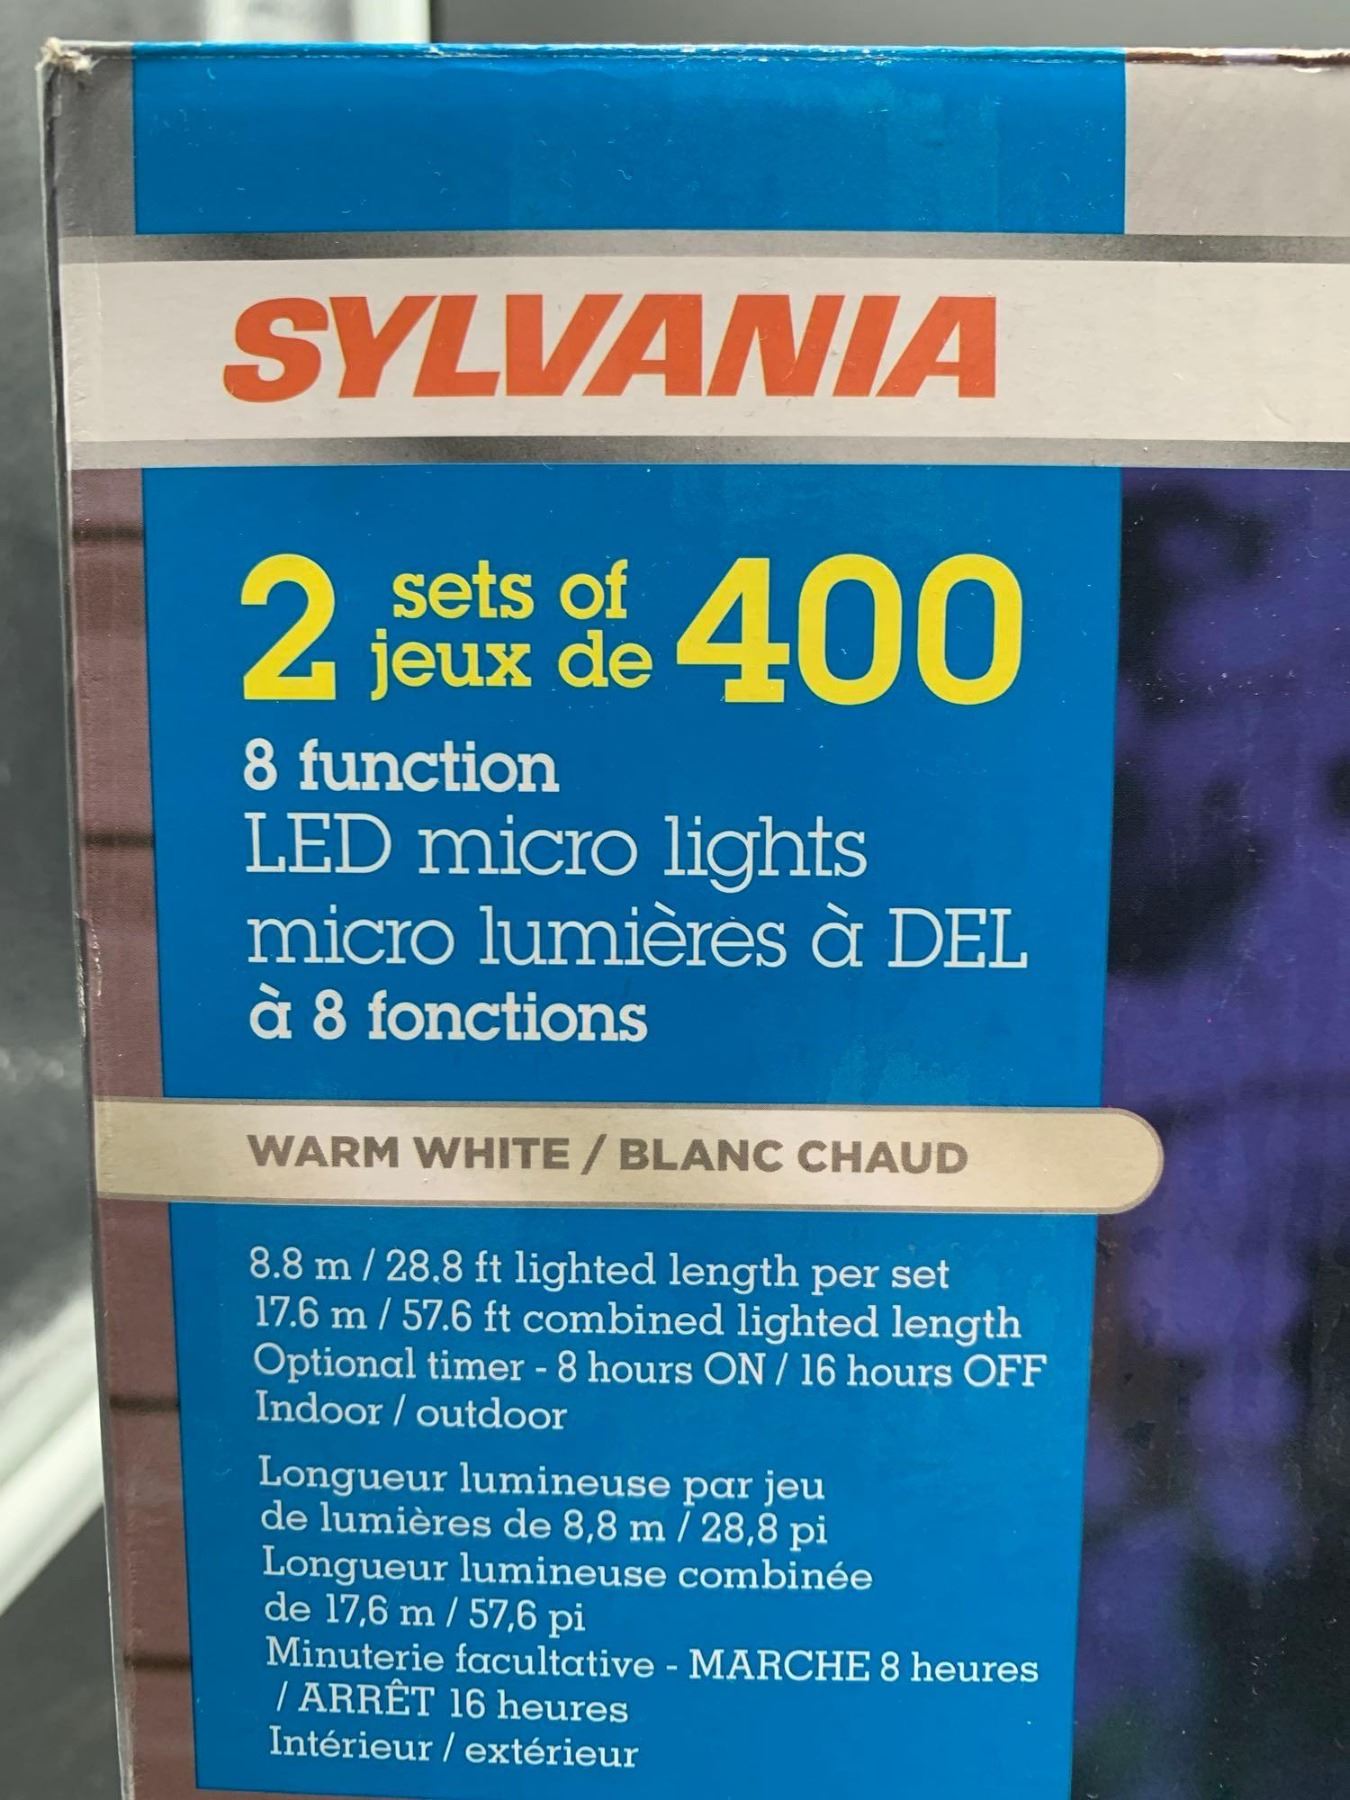 SYLVANIA
2 sets of 400
jeux de
8 function
LED micro lights
micro lumières à DEL
à 8 fonctions
WARM WHITE / BLANC CHAUD
8.8 m / 28.8 ft lighted length per set
17.6 m / 57.6 ft combined lighted length
Optional timer - 8 hours ON / 16 hours OFF
Indoor / outdoor
Longueur lumineuse par jeu
de lumières de 8,8 m / 28,8 pi
Longueur lumineuse combinée
de 17,6 m / 57,6 pi
Minuterie facultative - MARCHE 8 heures
/ ARRÊT 16 heures
Intérieur / extérieur